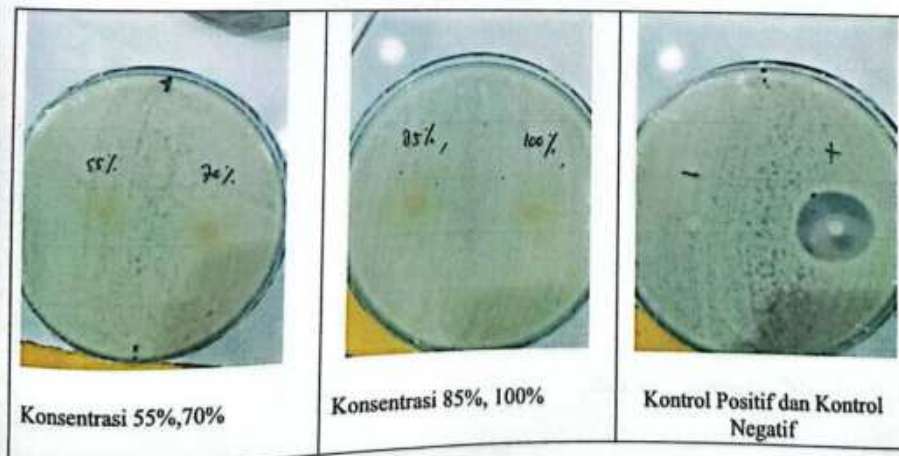 55%
70%
Konsentrasi 55%,70%
85%,
100%,
Konsentrasi 85%, 100%
-
+
Kontrol Positif dan Kontrol
Negatif